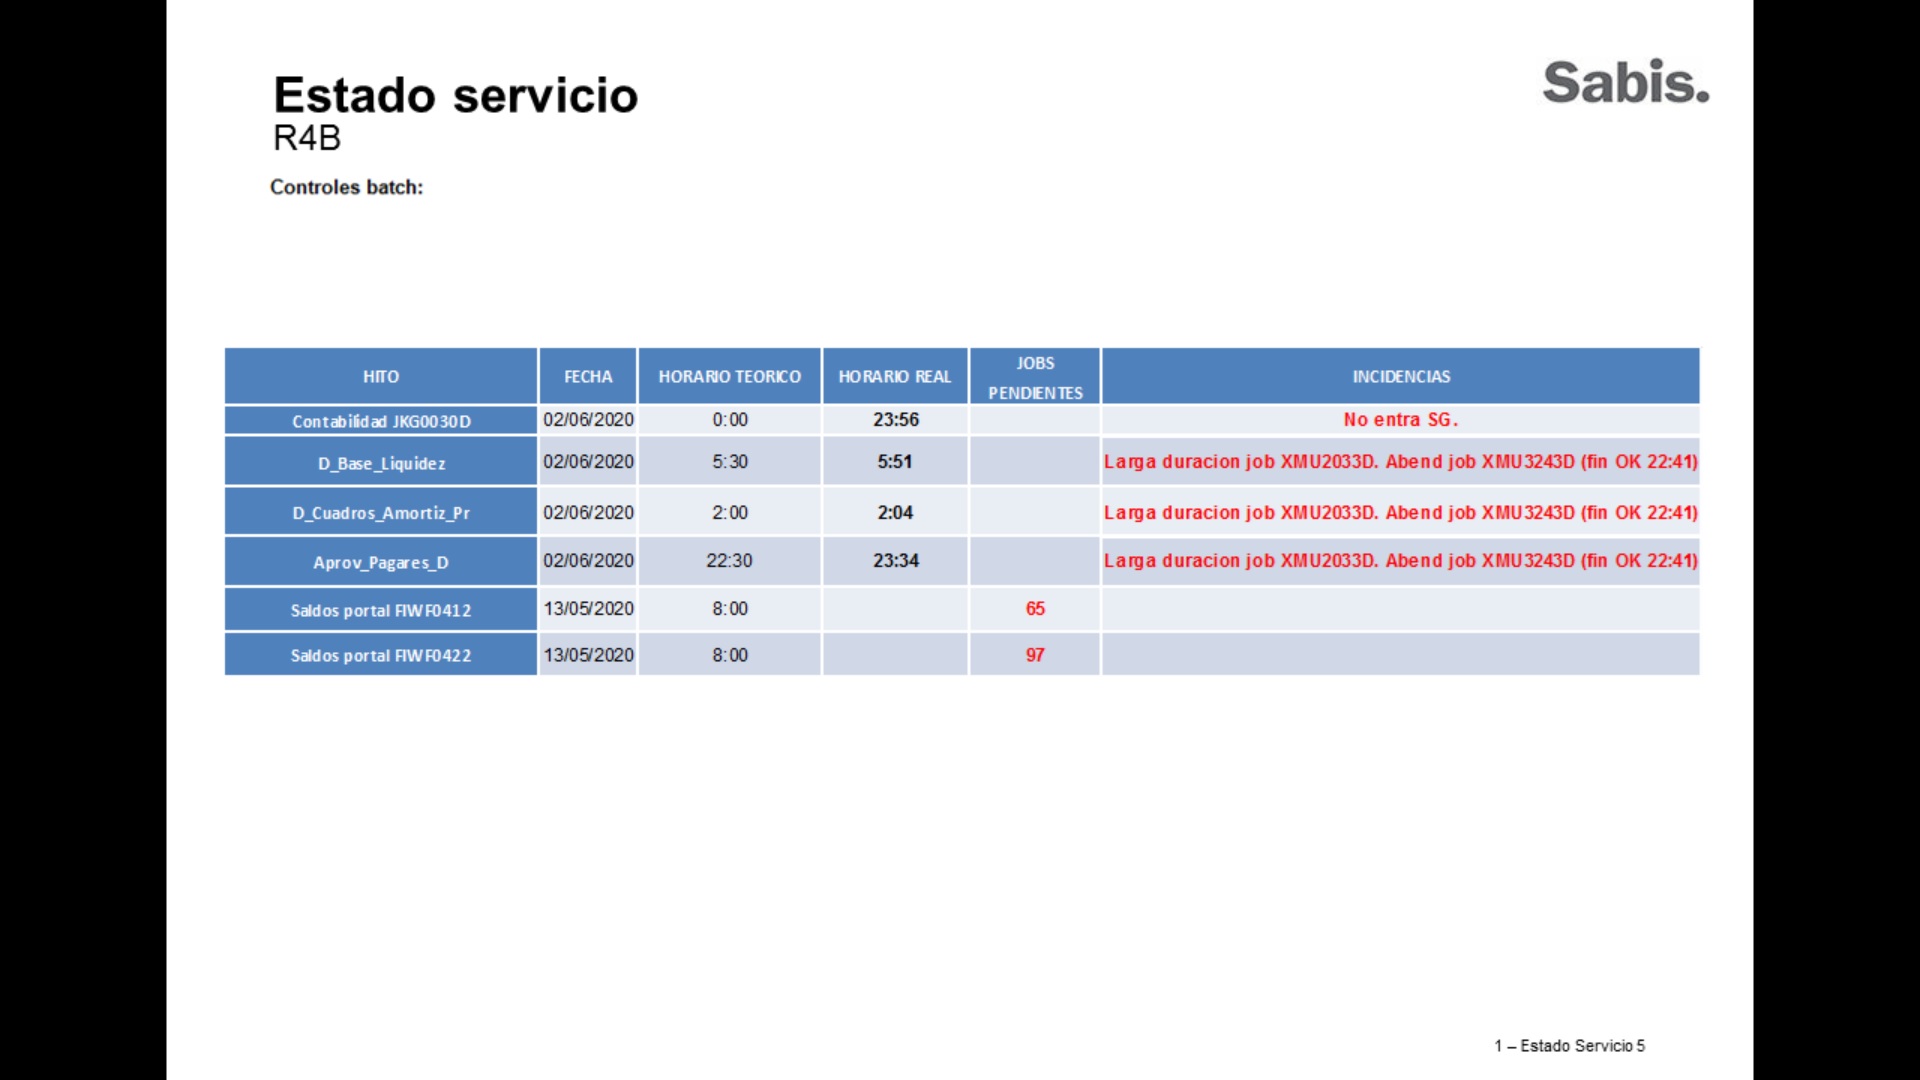 Estado servicio
Sabis.
R4B
Controles batch:
HITO FECHA HORARIO TEORICO HORARIO REAL JOBS PENDIENTES INCIDENCIAS
Contabilidad JKG0030D 02/06/2020 0:00 23:56 No entra SG.
D_Base_Liquidez 02/06/2020 5:30 5:51 Larga duracion job XMU2033D. Abend job XMU3243D (fin OK 22:41)
D_Cuadros_Amortiz_Pr 02/06/2020 2:00 2:04 Larga duracion job XMU2033D. Abend job XMU3243D (fin OK 22:41)
Aprov_Pagares_D 02/06/2020 22:30 23:34 Larga duracion job XMU2033D. Abend job XMU3243D (fin OK 22:41)
Saldos portal FIWF0412 13/05/2020 8:00 65
Saldos portal FIWF0422 13/05/2020 8:00 97
1 – Estado Servicio 5